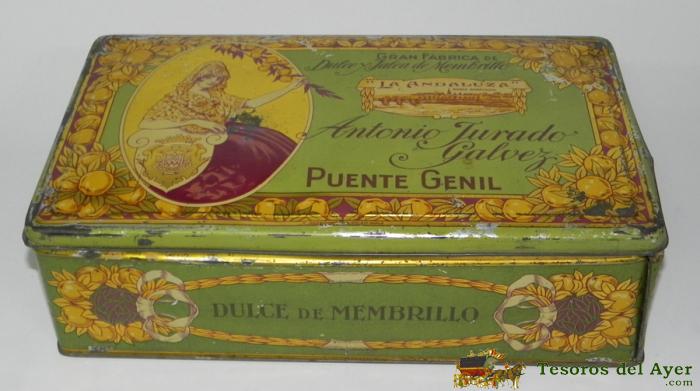 GRAN FABRICA DE
Dulce y Jalea de Membrillo
"LA ANDALUZA"
Antonio Jurado
Galvez
PUENTE GENIL
DULCE DE MEMBRILLO
Tesoros del Ayer
.com